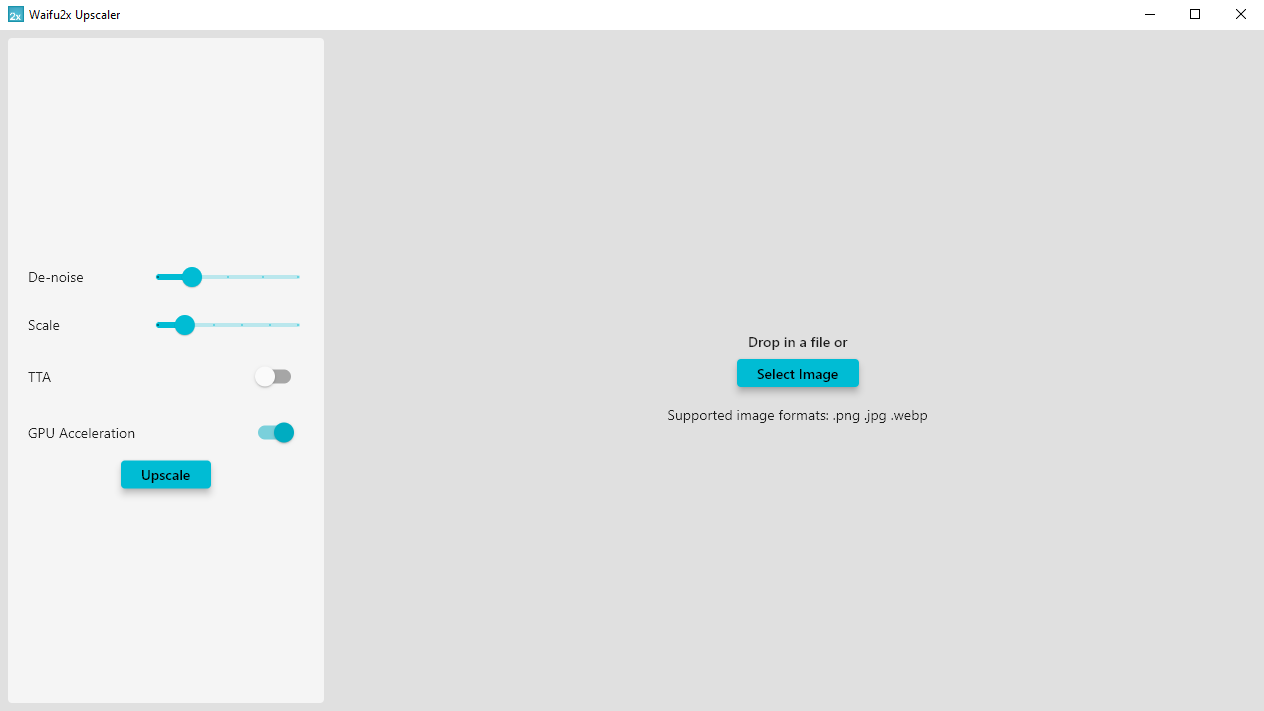 2x Waifu2x Upscaler
De-noise
Scale
TTA
GPU Acceleration
Upscale
Drop in a file or
Select Image
Supported image formats: .png .jpg .webp